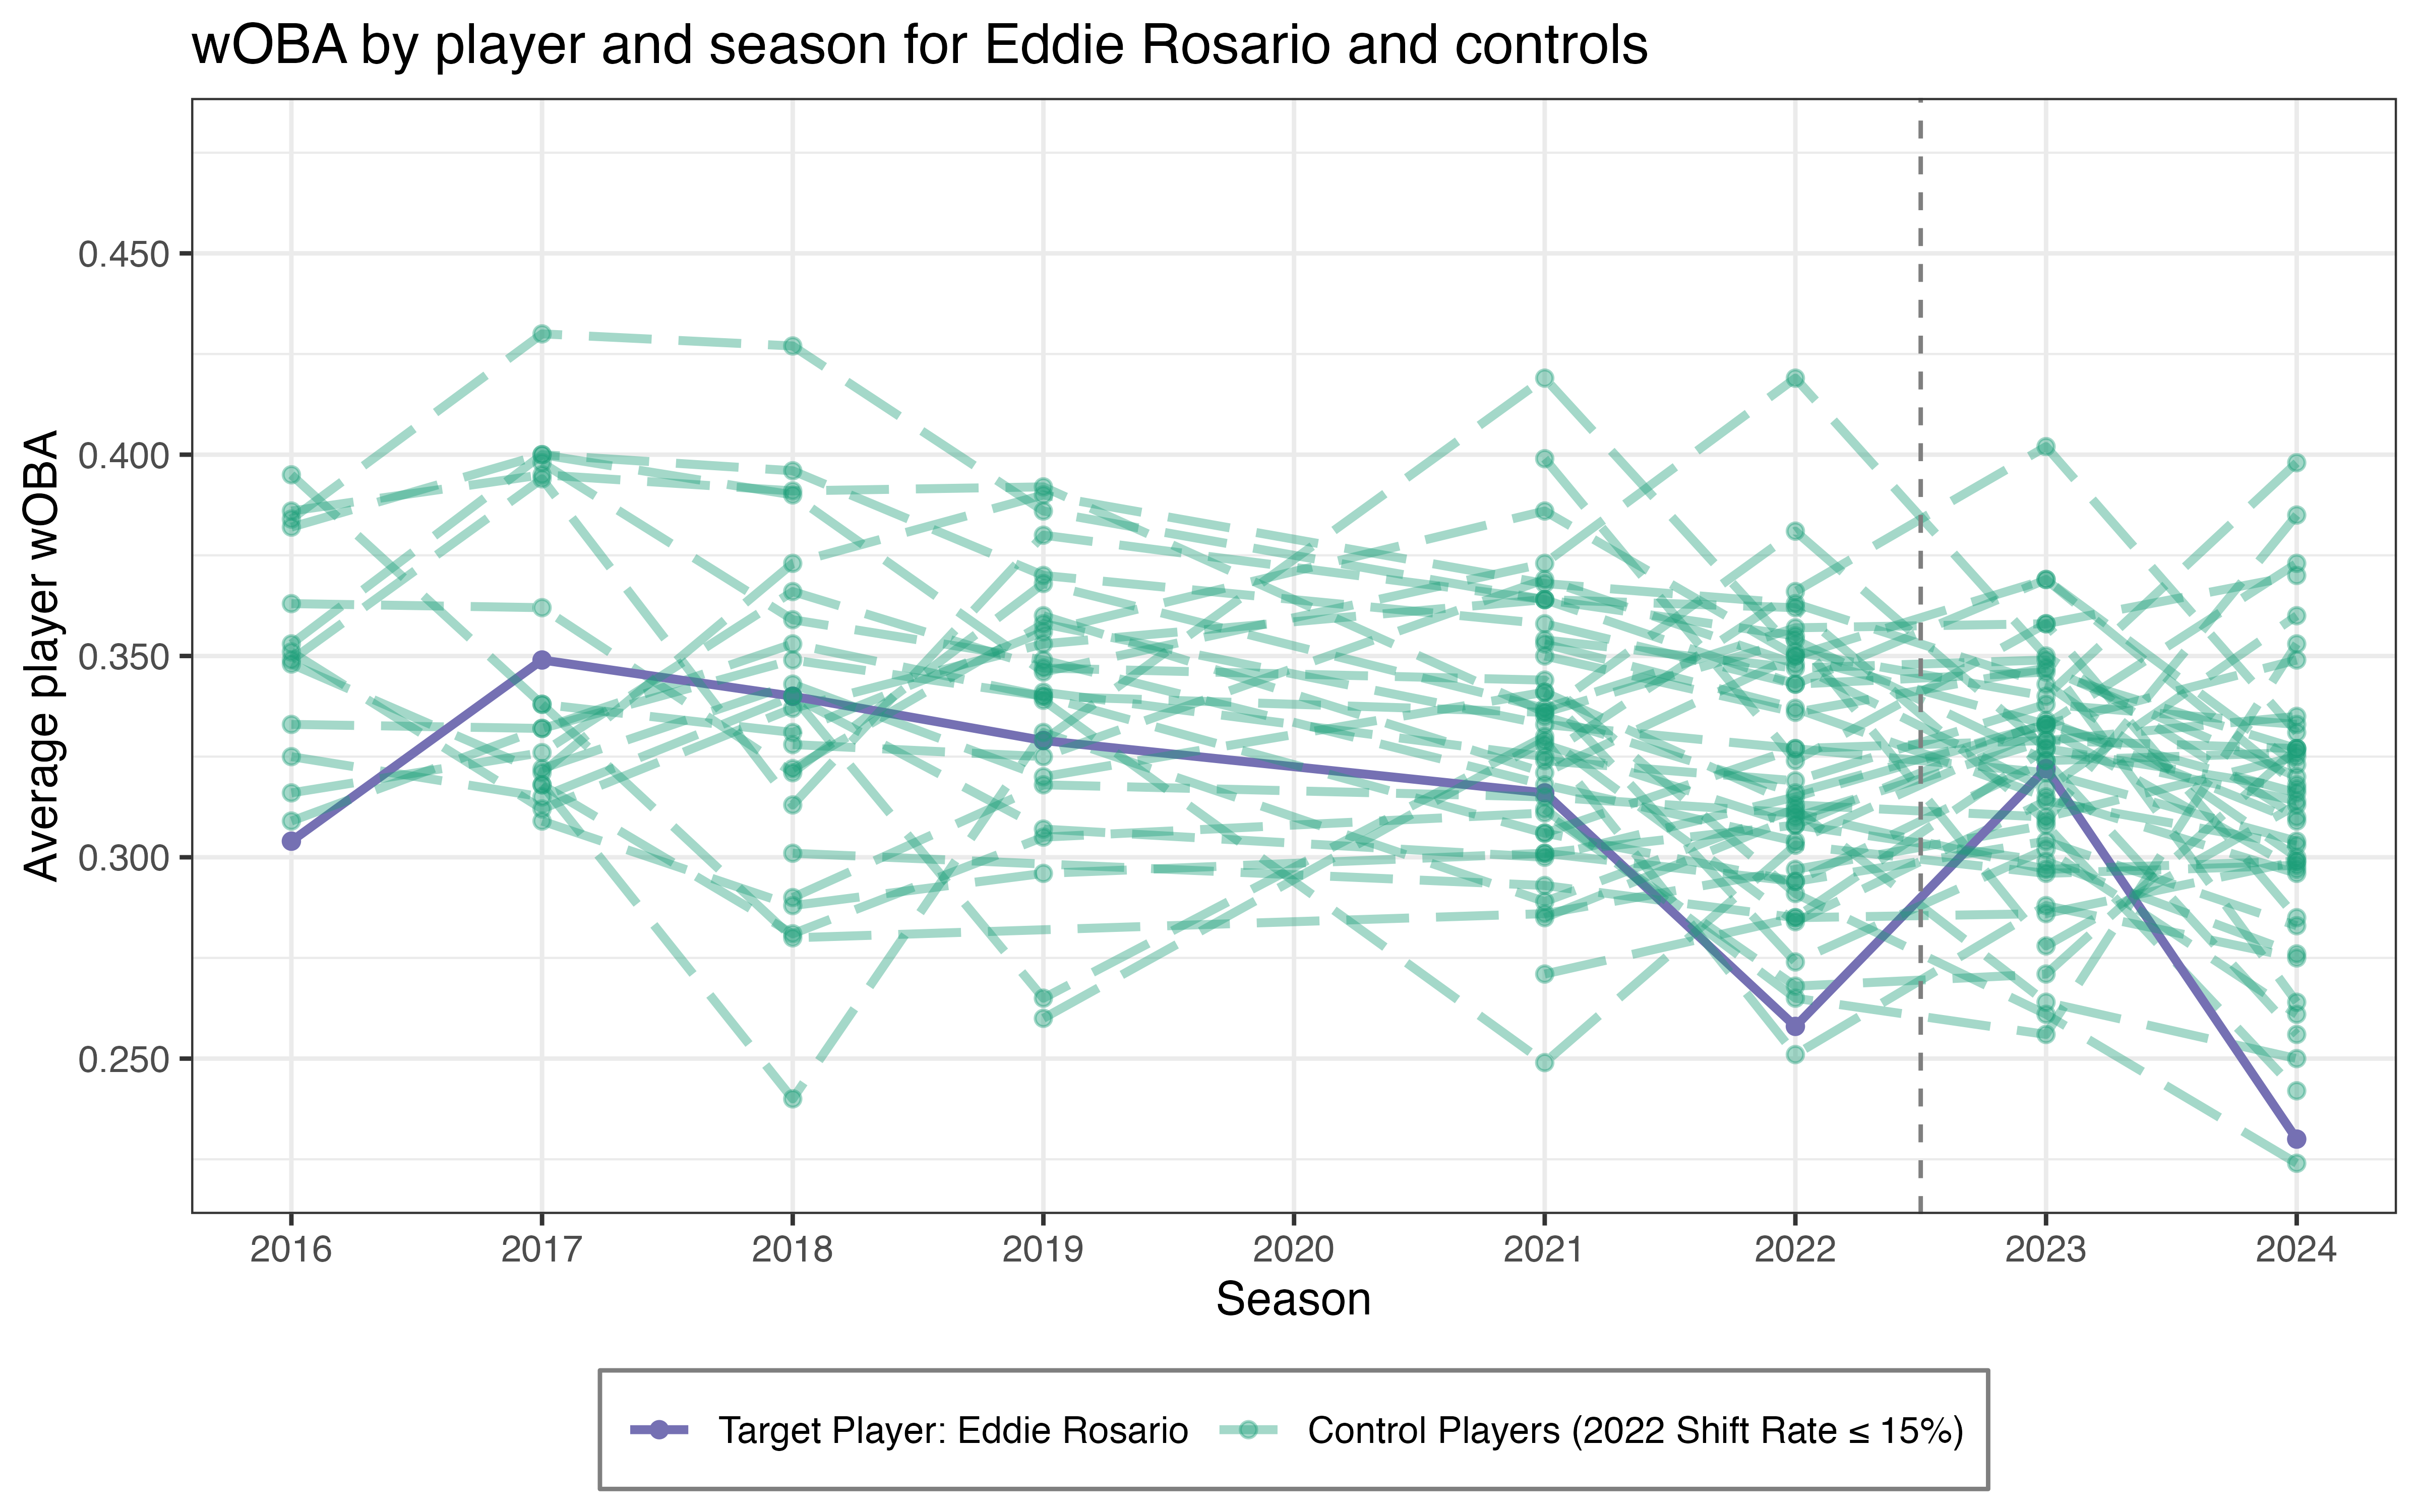 wOBA by player and season for Eddie Rosario and controls
Average player wOBA
0.450
0.400
0.350
0.300
0.250
2016 2017 2018 2019 2020 2021 2022 2023 2024
Season
Target Player: Eddie Rosario Control Players (2022 Shift Rate ≤ 15%)